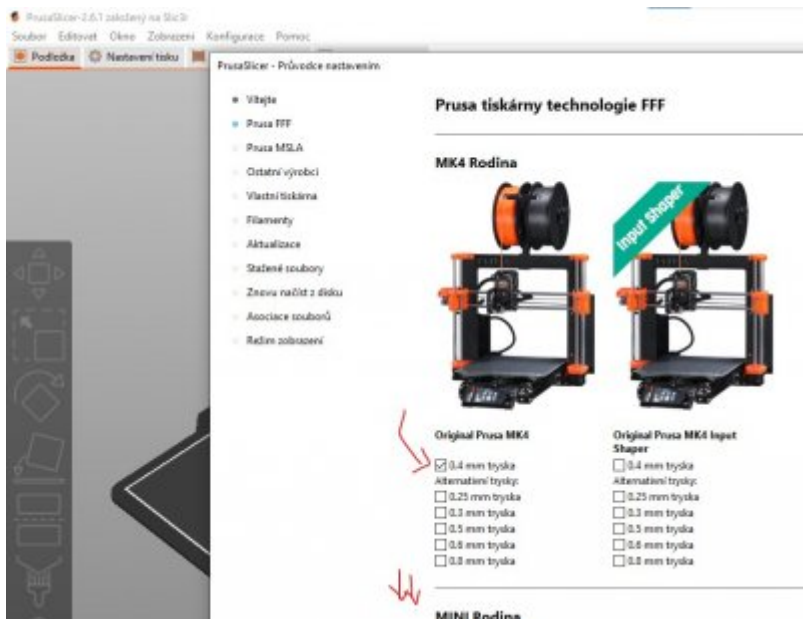 PrusaSlicer-2.6.1 založený na Slic3r
Soubor Editovat Okno Zobrazení Konfigurace Pomoc
Podložka Nastavení tisku
PrusaSlicer - Průvodce nastavením
Vítejte
Prusa FFF
Prusa MSLA
Ostatní výrobci
Vlastní tiskárna
Filamenty
Aktualizace
Stažené soubory
Znovu načíst z disku
Asociace souborů
Režim zobrazení
Prusa tiskárny technologie FFF
MK4 Rodina
Input shaper
Original Prusa MK4
0.4 mm tryska
Alternativní trysky:
0.25 mm tryska
0.3 mm tryska
0.5 mm tryska
0.6 mm tryska
0.8 mm tryska
Original Prusa MK4 Input
Shaper
0.4 mm tryska
Alternativní trysky:
0.25 mm tryska
0.3 mm tryska
0.5 mm tryska
0.6 mm tryska
0.8 mm tryska
MINI Rodina